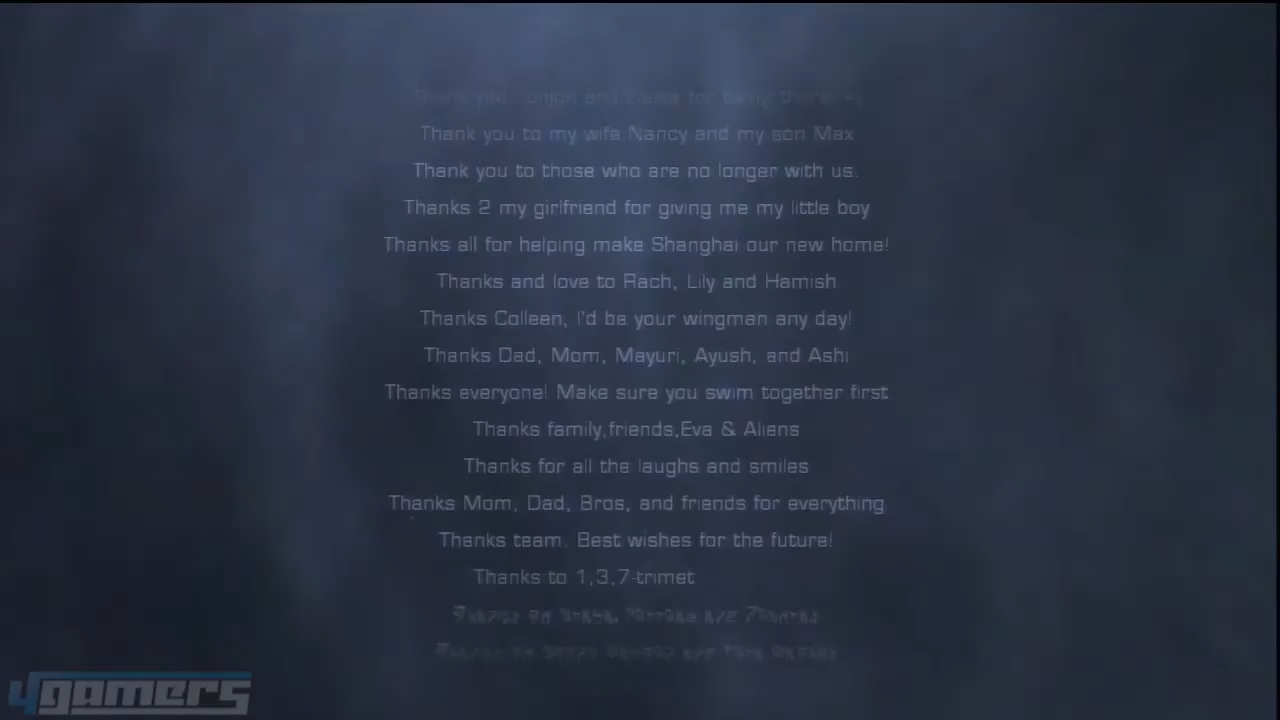 Thank you to my wife Nancy and my son Max
Thank you to those who are no longer with us.
Thanks 2 my girlfriend for giving me my little boy
Thanks all for helping make Shanghai our new home!
Thanks and love to Rach, Lily and Hamish
Thanks Colleen, I'd be your wingman any day!
Thanks Dad, Mom, Mayuri, Ayush, and Ashi
Thanks everyone! Make sure you swim together first
Thanks family,friends,Eva & Aliens
Thanks for all the laughs and smiles
Thanks Mom, Dad, Bros, and friends for everything
Thanks team. Best wishes for the future!
Thanks to 1,3,7-trimet
4gamers